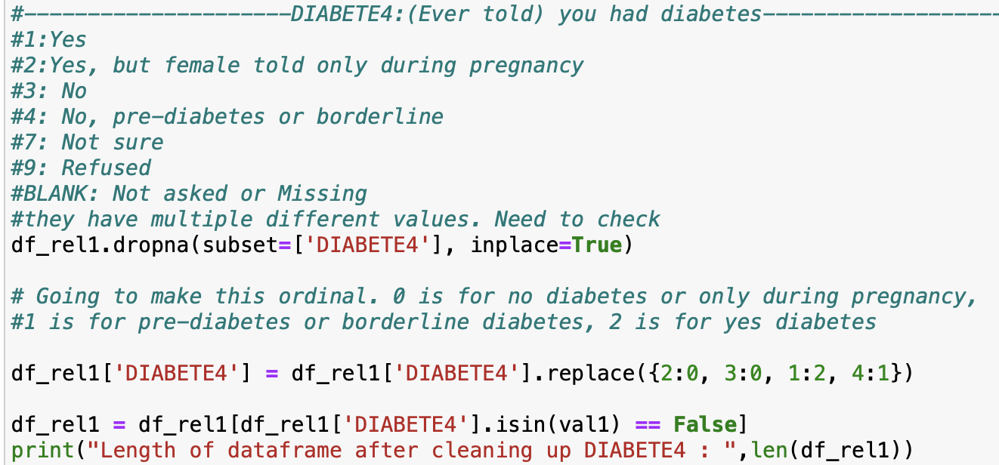 #---------------------DIABETE4:(Ever told) you had diabetes-------------------
#1:Yes
#2:Yes, but female told only during pregnancy
#3: No
#4: No, pre-diabetes or borderline
#7: Not sure
#9: Refused
#BLANK: Not asked or Missing
#they have multiple different values. Need to check
df_rel1.dropna(subset=['DIABETE4'], inplace=True)
# Going to make this ordinal. 0 is for no diabetes or only during pregnancy,
#1 is for pre-diabetes or borderline diabetes, 2 is for yes diabetes
df_rel1['DIABETE4'] = df_rel1['DIABETE4'].replace({2:0, 3:0, 1:2, 4:1})
df_rel1 = df_rel1[df_rel1['DIABETE4'].isin(val1) == False]
print("Length of dataframe after cleaning up DIABETE4 : ",len(df_rel1))